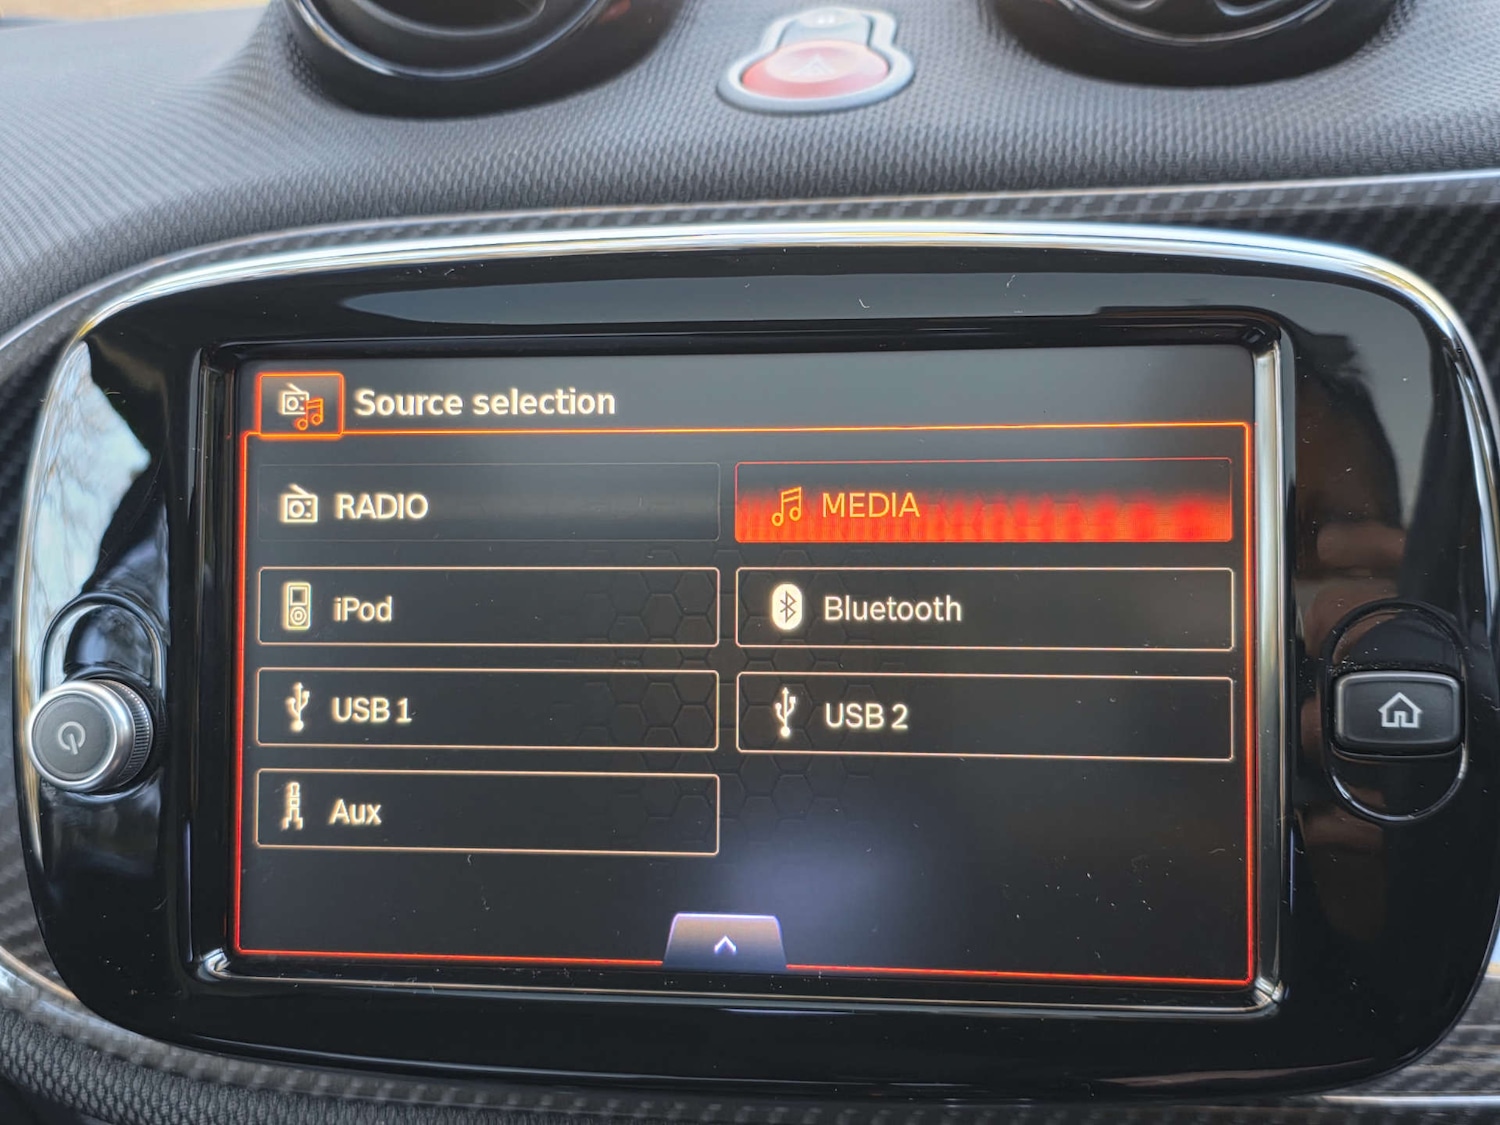 Source selection
RADIO
MEDIA
iPod
Bluetooth
USB 1
USB 2
Aux